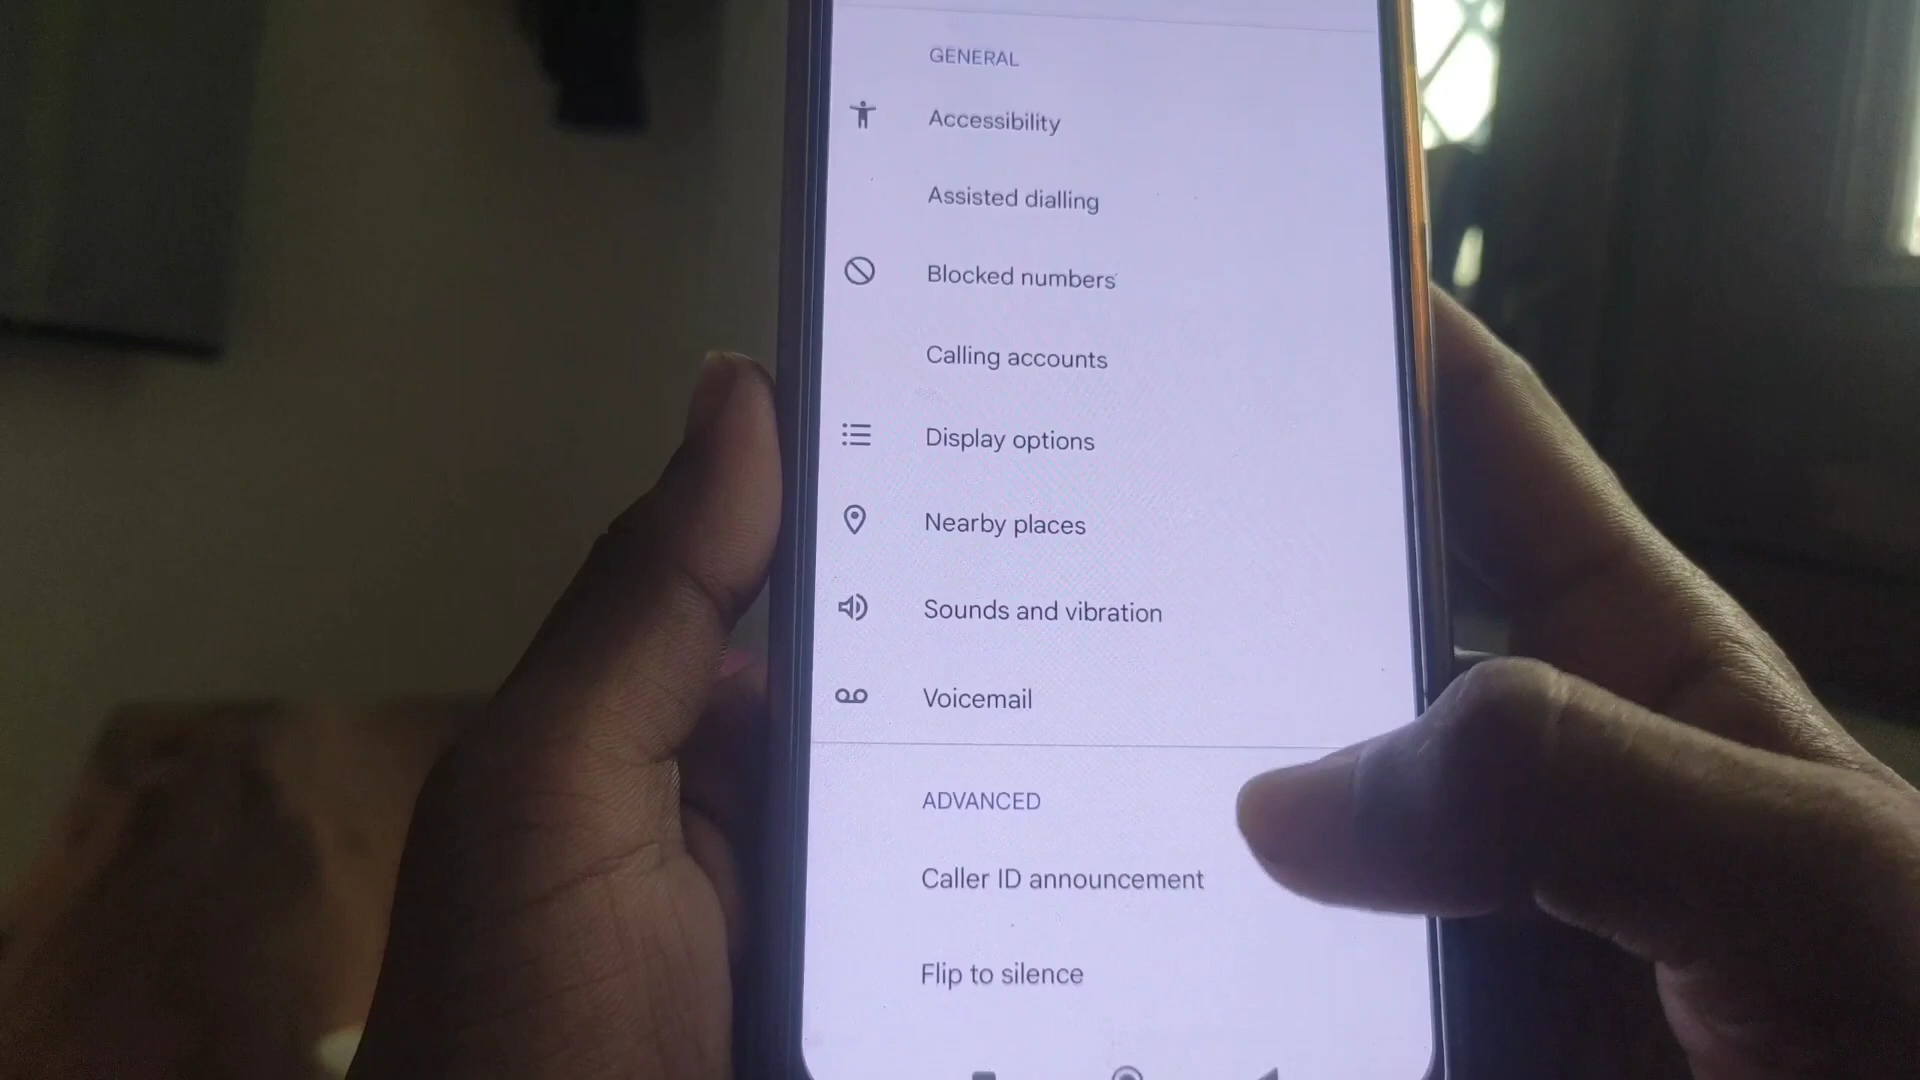 GENERAL
Accessibility
Assisted dialling
Blocked numbers
Calling accounts
Display options
Nearby places
Sounds and vibration
Voicemail
ADVANCED
Caller ID announcement
Flip to silence